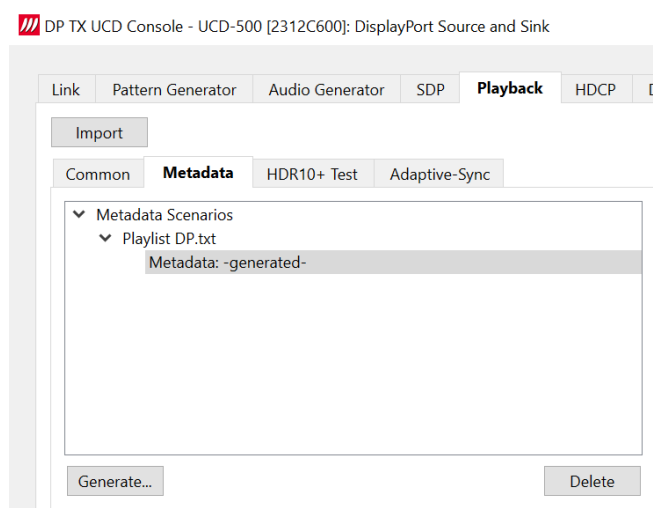 DP TX UCD Console - UCD-500 [2312C600]: DisplayPort Source and Sink
Link Pattern Generator Audio Generator SDP Playback HDCP
Import
Common Metadata HDR10+ Test Adaptive-Sync
Metadata Scenarios
Playlist DP.txt
Metadata: -generated-
Generate... Delete